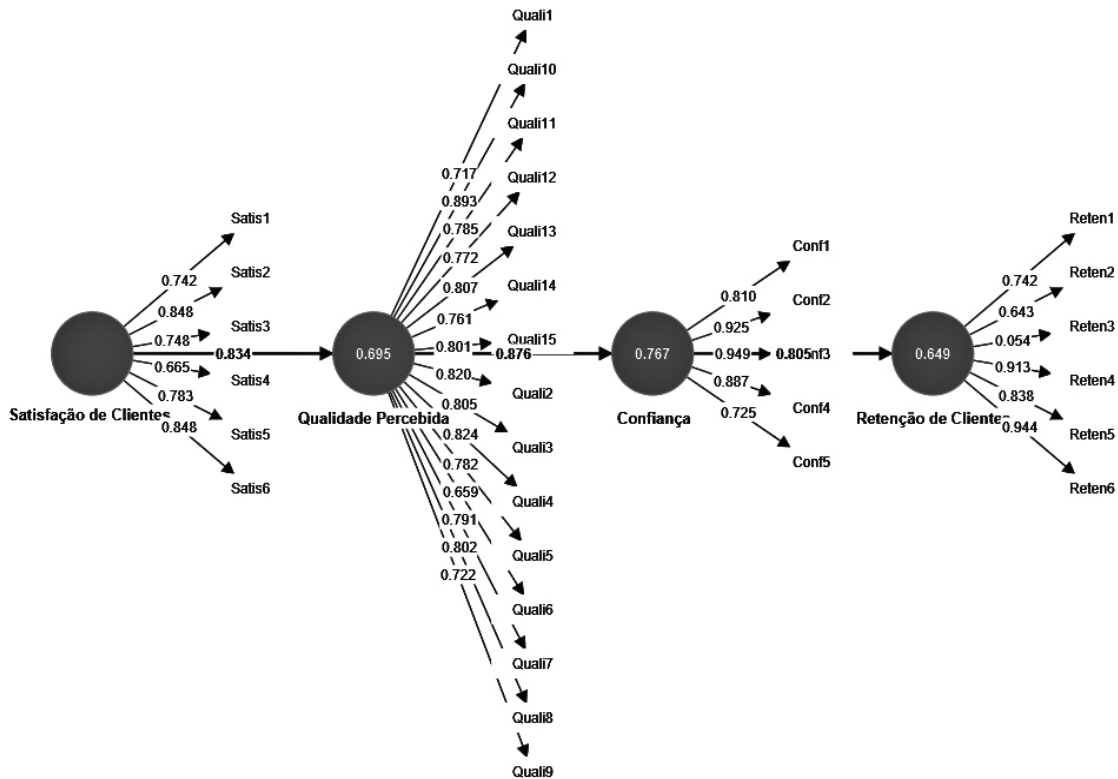 Satis1
Satis2
Satis3
Satis4
Satis5
Satis6
0.742
0.848
0.748
0.665
0.783
0.848
Satisfação de Clientes
0.834
0.695
Qualidade Percebida
Quali1
Quali10
Quali11
Quali12
Quali13
Quali14
Quali15
Quali2
Quali3
Quali4
Quali5
Quali6
Quali7
Quali8
Quali9
0.717
0.893
0.785
0.772
0.807
0.761
0.801
0.820
0.805
0.824
0.782
0.659
0.791
0.802
0.722
0.876
0.767
Confiança
Conf1
Conf2
nf3
Conf4
Conf5
0.810
0.925
0.949
0.887
0.725
0.805
0.649
Retenção de Clientes
Reten1
Reten2
Reten3
Reten4
Reten5
Reten6
0.742
0.643
0.054
0.913
0.838
0.944